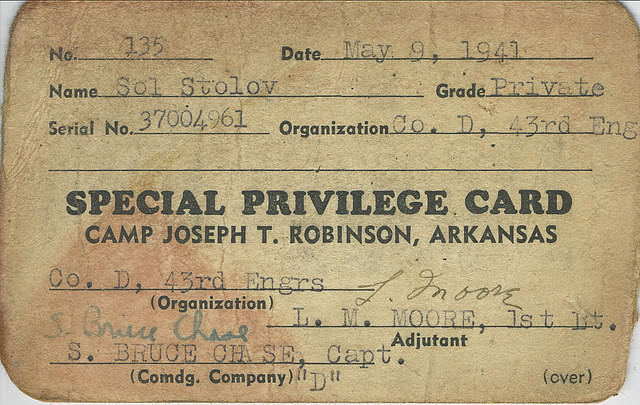 No. 135 Date May 9, 1941
Name Sol Stolov Grade Private
Serial No. 37004961 Organization Co. D, 43rd Eng
SPECIAL PRIVILEGE CARD
CAMP JOSEPH T. ROBINSON, ARKANSAS
Co. D, 43rd Engrs L. Moore
(Organization)
S. Bruce Chase L. M. MOORE, 1st Lt.
Adjutant
S. BRUCE CHASE, Capt.
(Comdg. Company) "D" (over)